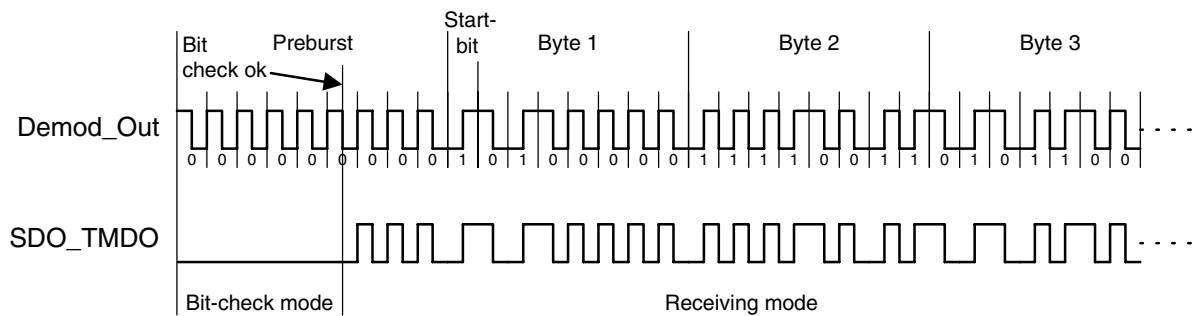 Start-
Bit Preburst bit Byte 1 Byte 2 Byte 3
check ok
Demod_Out
0 0 0 0 0 0 0 0 0 1 0 1 0 0 0 0 0 1 1 1 1 0 0 1 1 0 1 0 1 1 0 0
SDO_TMDO
Bit-check mode Receiving mode